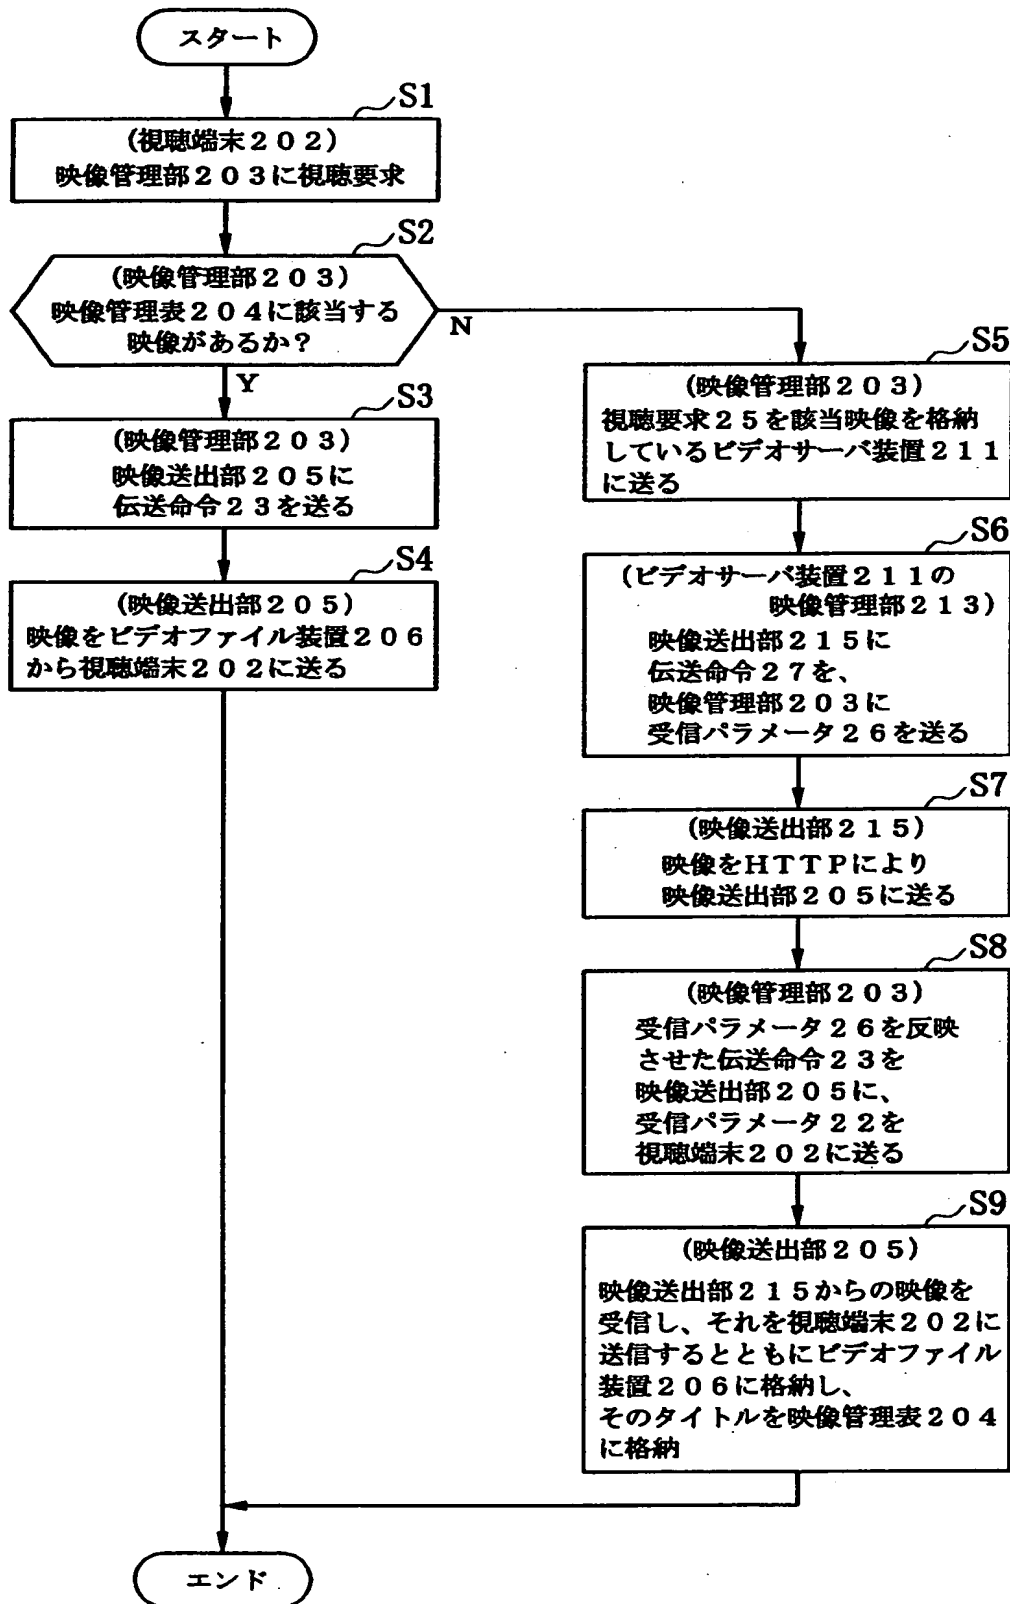 スタート
S1
(視聴端末202)
映像管理部203に視聴要求
S2
(映像管理部203)
映像管理表204に該当する
映像があるか?
N
Y
S3
(映像管理部203)
映像送出部205に
伝送命令23を送る
S4
(映像送出部205)
映像をビデオファイル装置206
から視聴端末202に送る
S5
(映像管理部203)
視聴要求25を該当映像を格納
しているビデオサーバ装置211
に送る
S6
(ビデオサーバ装置211の
映像管理部213)
映像送出部215に
伝送命令27を、
映像管理部203に
受信パラメータ26を送る
S7
(映像送出部215)
映像をHTTPにより
映像送出部205に送る
S8
(映像管理部203)
受信パラメータ26を反映
させた伝送命令23を
映像送出部205に、
受信パラメータ22を
視聴端末202に送る
S9
(映像送出部205)
映像送出部215からの映像を
受信し、それを視聴端末202に
送信するとともにビデオファイル
装置206に格納し、
そのタイトルを映像管理表204
に格納
エンド